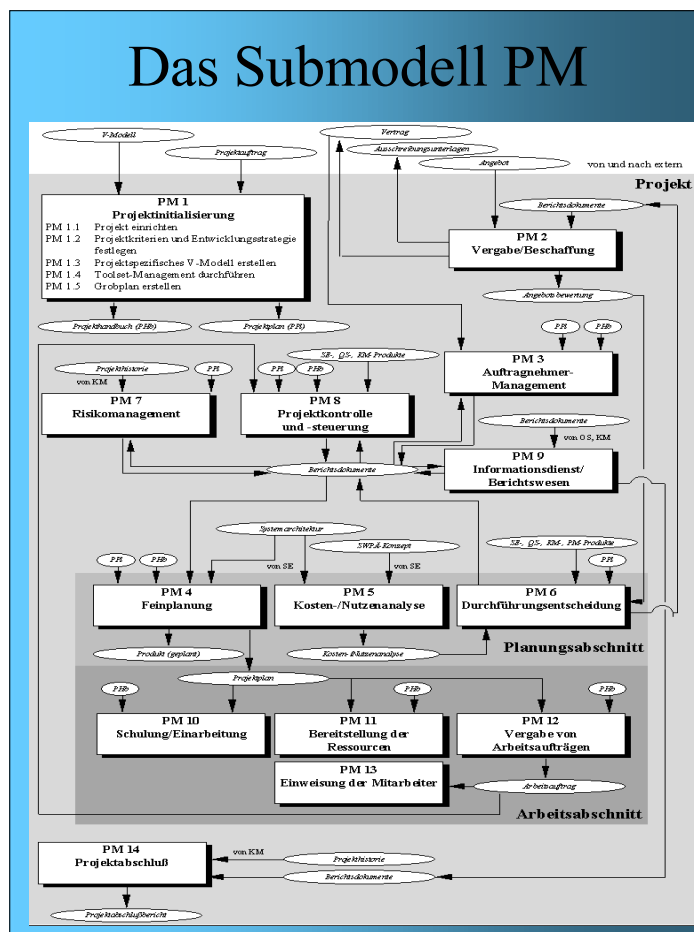 Das Submodell PM
V-Modell
Projektauftrag
Vertrag
Ausschreibungsunterlagen
Angebot
von und nach extern
Projekt
PM 1
Projektinitialisierung
PM 1.1 Projekt einrichten
PM 1.2 Projektkriterien und Entwicklungsstrategie
festlegen
PM 1.3 Projektspezifisches V-Modell erstellen
PM 1.4 Toolset-Management durchführen
PM 1.5 Grobplan erstellen
Berichtsdokumente
PM 2
Vergabe/Beschaffung
Angebotsbewertung
Projekthandbuch (PHb)
Projektplan (PPl)
SE-, QS-, KM-Produkte
PPl
PHb
PM 3
Auftragnehmer-
Management
Projekthistorie
von KM
PPl
PPl
PHb
PM 7
Risikomanagement
PM 8
Projektkontrolle
und -steuerung
Berichtsdokumente
von QS, KM
PM 9
Informationsdienst/
Berichtswesen
Berichtsdokumente
Systemarchitektur
SWPÄ-Konzept
SE-, QS-, KM-, PM-Produkte
PPl
PHb
von SE
von SE
PPl
PM 4
Feinplanung
PM 5
Kosten-/Nutzenanalyse
PM 6
Durchführungsentscheidung
Produkt (geplant)
Kosten-/Nutzenanalyse
Planungsabschnitt
Projektplan
PHb
PHb
PHb
PM 10
Schulung/Einarbeitung
PM 11
Bereitstellung der
Ressourcen
PM 12
Vergabe von
Arbeitsaufträgen
PM 13
Einweisung der Mitarbeiter
Arbeitsauftrag
Arbeitsabschnitt
PM 14
Projektabschluß
von KM
Projekthistorie
Berichtsdokumente
Projektabschlußbericht